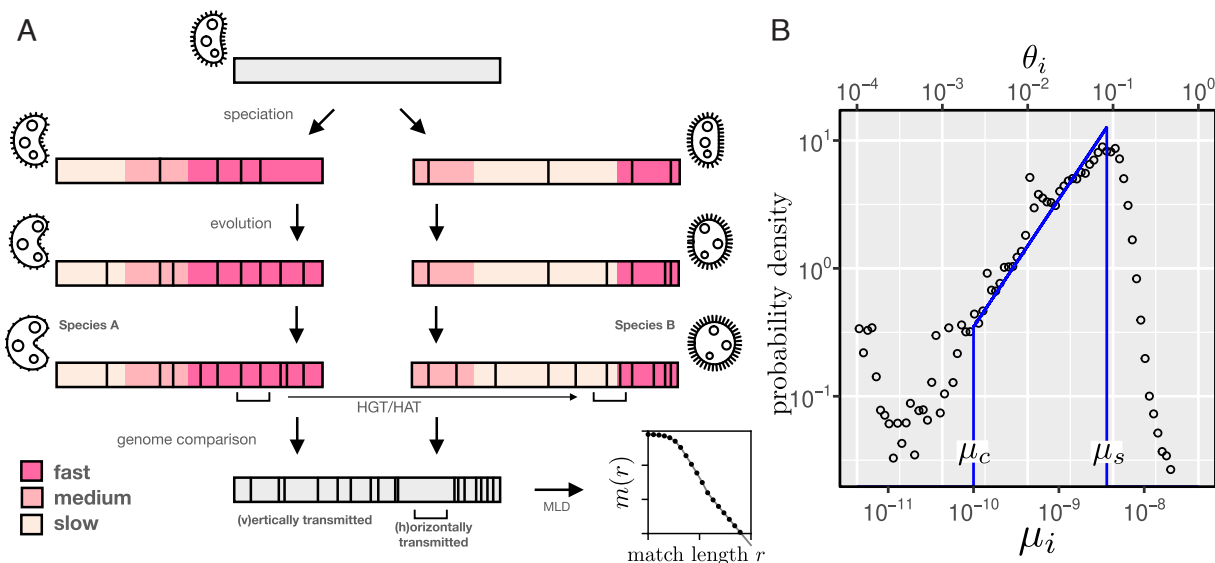 A
speciation
evolution
Species A
Species B
HGT/HAT
genome comparison
fast
medium
slow
(v)ertically transmitted
(h)orizontally
transmitted
MLD
m(r)
match length r
B
θᵢ
10⁻⁴ 10⁻³ 10⁻² 10⁻¹ 10⁰
probability density
10¹
10⁰
10⁻¹
μ_c
μ_s
10⁻¹¹ 10⁻¹⁰ 10⁻⁹ 10⁻⁸
μᵢ